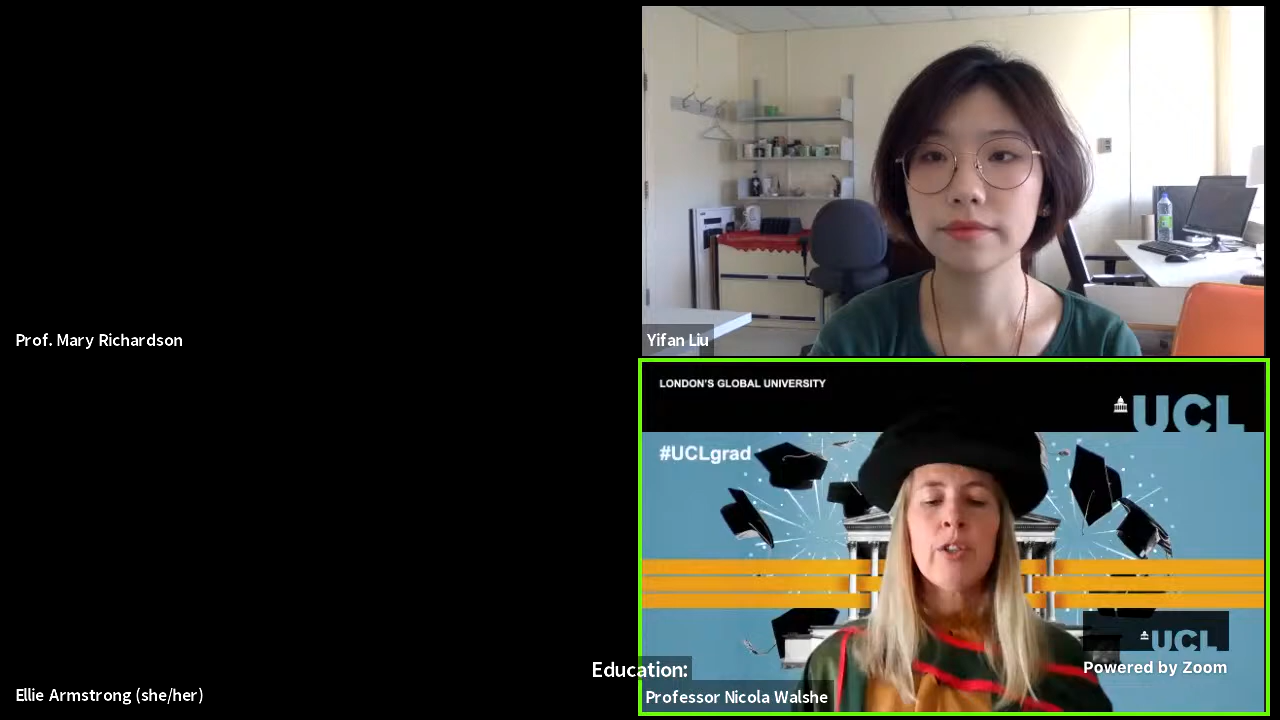 Prof. Mary Richardson
Yifan Liu
LONDON'S GLOBAL UNIVERSITY
UCL
#UCLgrad
UCL
Powered by Zoom
Education:
Ellie Armstrong (she/her)
Professor Nicola Walshe